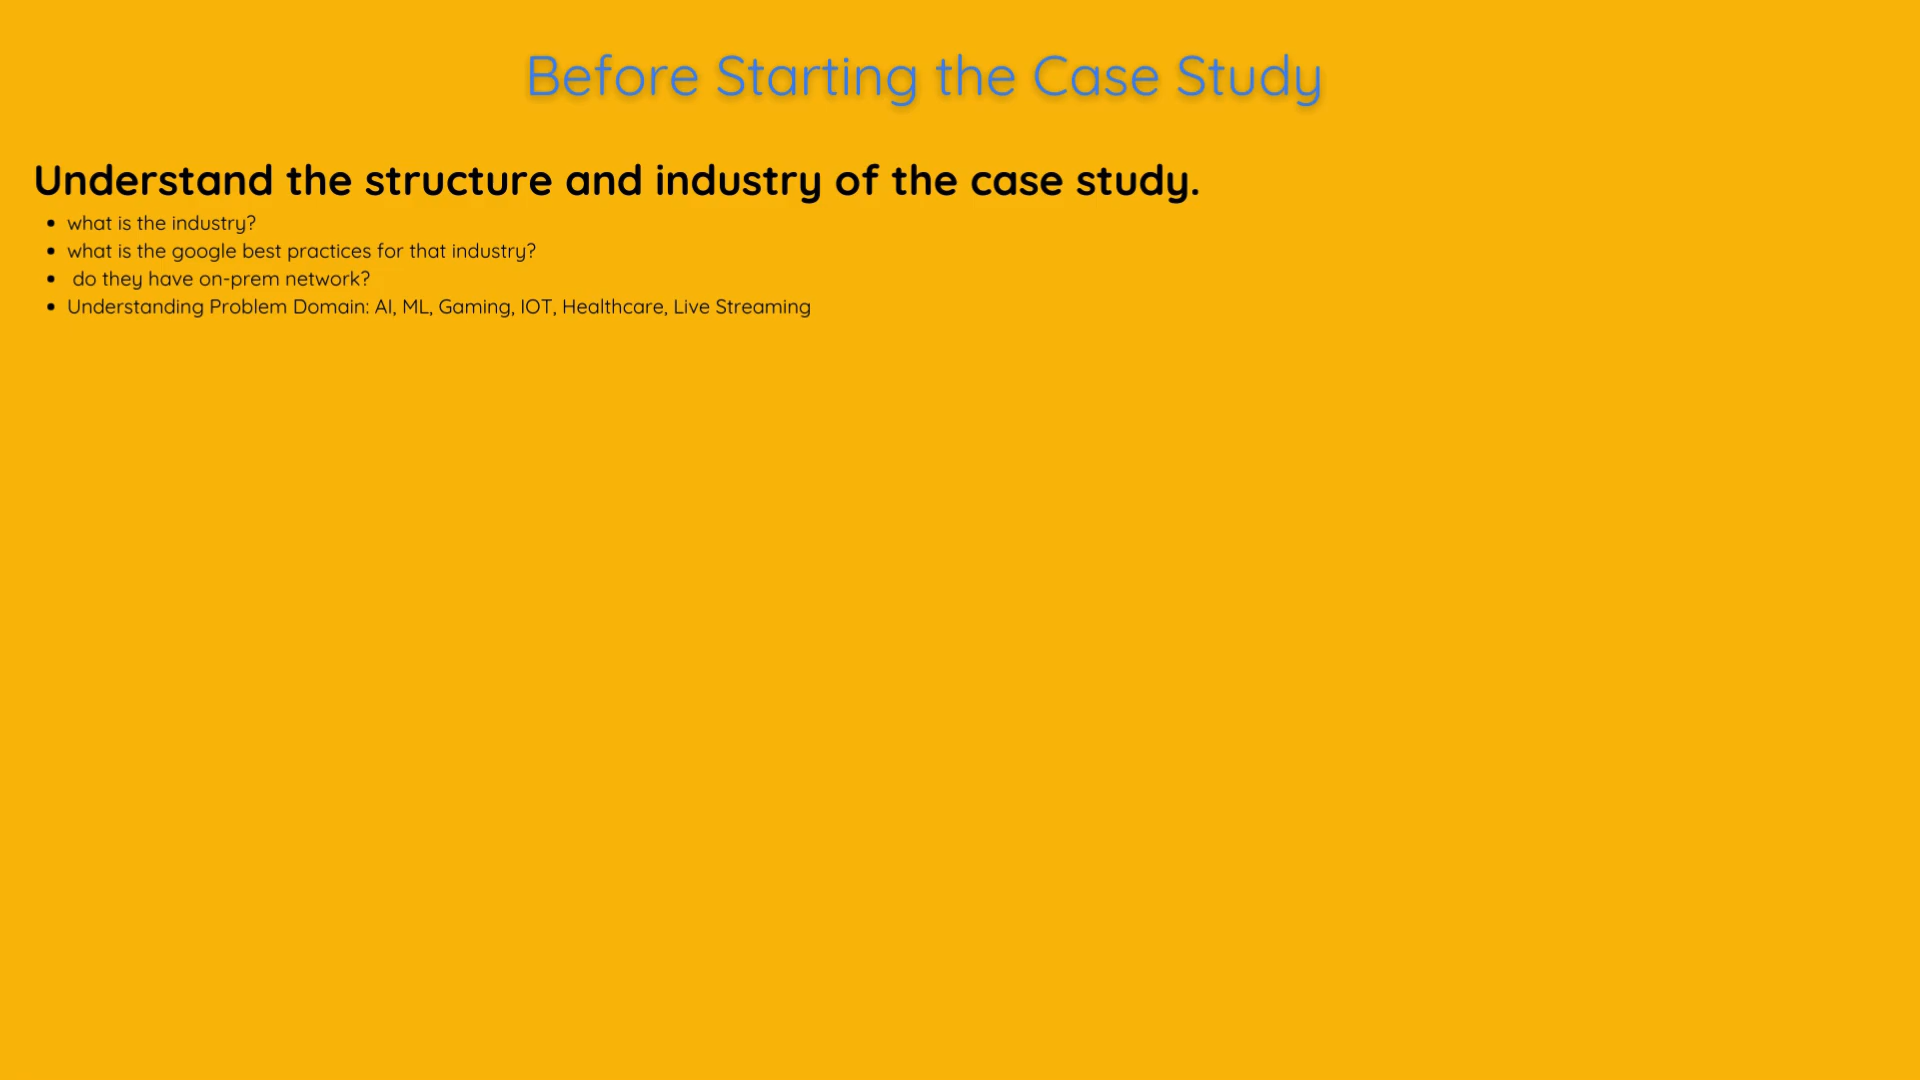 Before Starting the Case Study
Understand the structure and industry of the case study.
• what is the industry?
• what is the google best practices for that industry?
• do they have on-prem network?
• Understanding Problem Domain: AI, ML, Gaming, IOT, Healthcare, Live Streaming